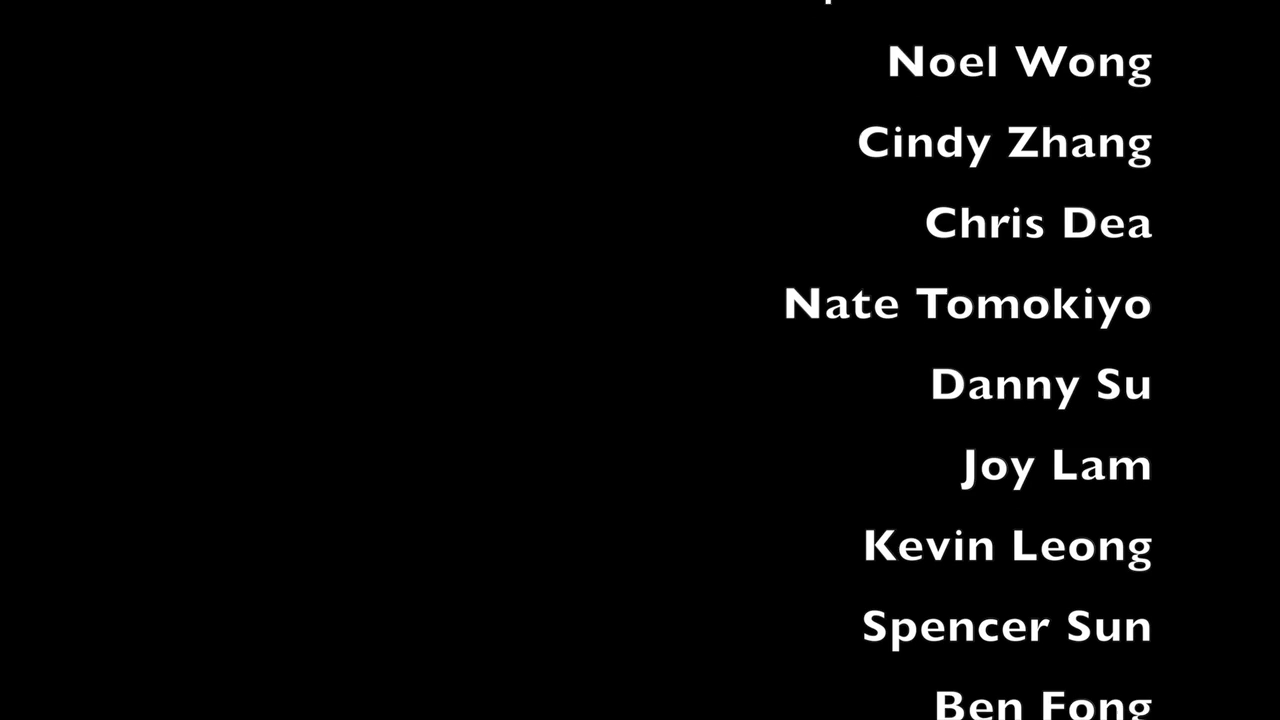 Noel Wong
Cindy Zhang
Chris Dea
Nate Tomokiyo
Danny Su
Joy Lam
Kevin Leong
Spencer Sun
Ben Fong